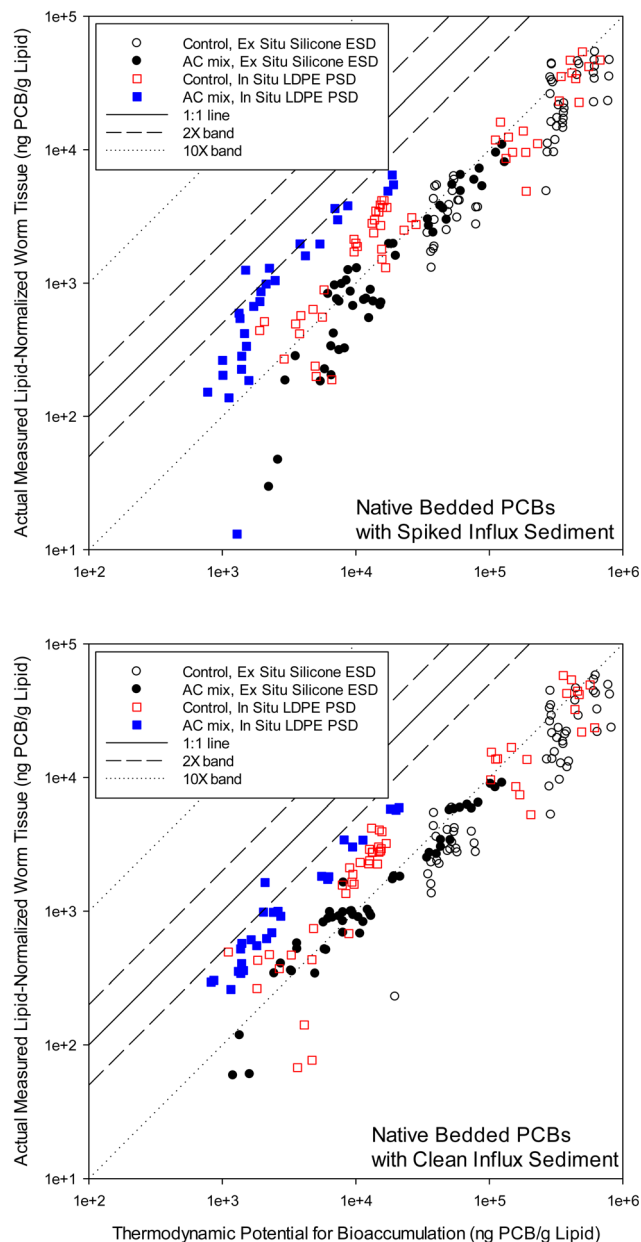 1e+5
Control, Ex Situ Silicone ESD
AC mix, Ex Situ Silicone ESD
Control, In Situ LDPE PSD
AC mix, In Situ LDPE PSD
1:1 line
2X band
10X band
1e+4
1e+3
1e+2
1e+1
Actual Measured Lipid-Normalized Worm Tissue (ng PCB/g Lipid)
Native Bedded PCBs
with Spiked Influx Sediment
1e+2 1e+3 1e+4 1e+5 1e+6
1e+5
Control, Ex Situ Silicone ESD
AC mix, Ex Situ Silicone ESD
Control, In Situ LDPE PSD
AC mix, In Situ LDPE PSD
1:1 line
2X band
10X band
1e+4
1e+3
1e+2
1e+1
Actual Measured Lipid-Normalized Worm Tissue (ng PCB/g Lipid)
Native Bedded PCBs
with Clean Influx Sediment
1e+2 1e+3 1e+4 1e+5 1e+6
Thermodynamic Potential for Bioaccumulation (ng PCB/g Lipid)